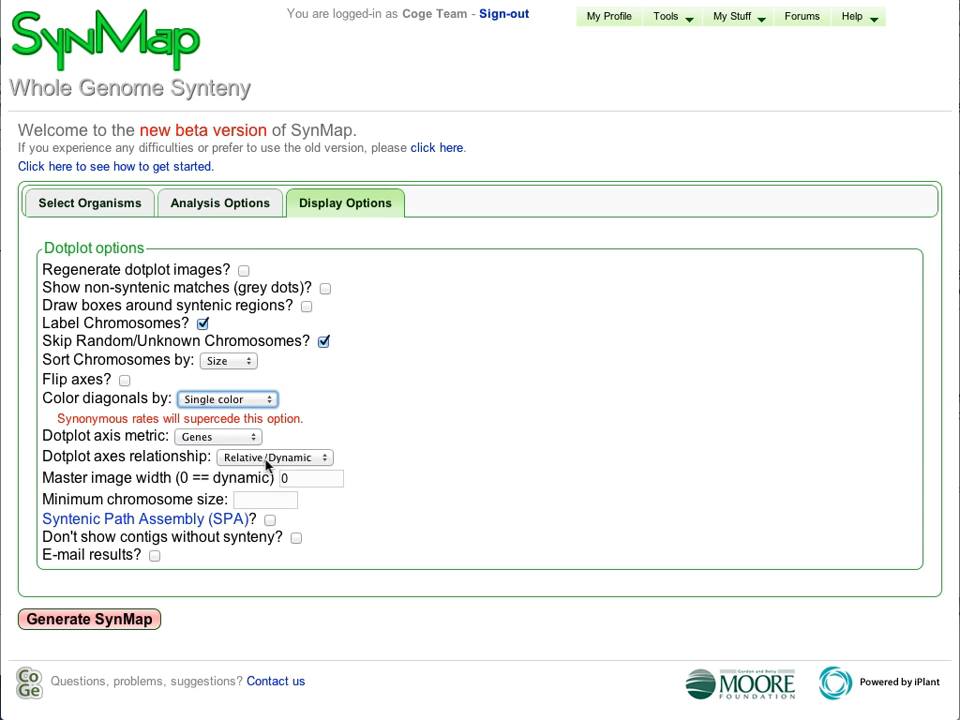 SynMap
You are logged-in as Coge Team - Sign-out
My Profile Tools My Stuff Forums Help
Whole Genome Synteny
Welcome to the new beta version of SynMap.
If you experience any difficulties or prefer to use the old version, please click here.
Click here to see how to get started.
Select Organisms Analysis Options Display Options
Dotplot options
Regenerate dotplot images?
Show non-syntenic matches (grey dots)?
Draw boxes around syntenic regions?
Label Chromosomes?
Skip Random/Unknown Chromosomes?
Sort Chromosomes by: Size
Flip axes?
Color diagonals by: Single color
Synonymous rates will supercede this option.
Dotplot axis metric: Genes
Dotplot axes relationship: Relative/Dynamic
Master image width (0 == dynamic) 0
Minimum chromosome size:
Syntenic Path Assembly (SPA)?
Don't show contigs without synteny?
E-mail results?
Generate SynMap
CoGe Questions, problems, suggestions? Contact us
Gordon and Betty
MOORE
FOUNDATION
Powered by iPlant